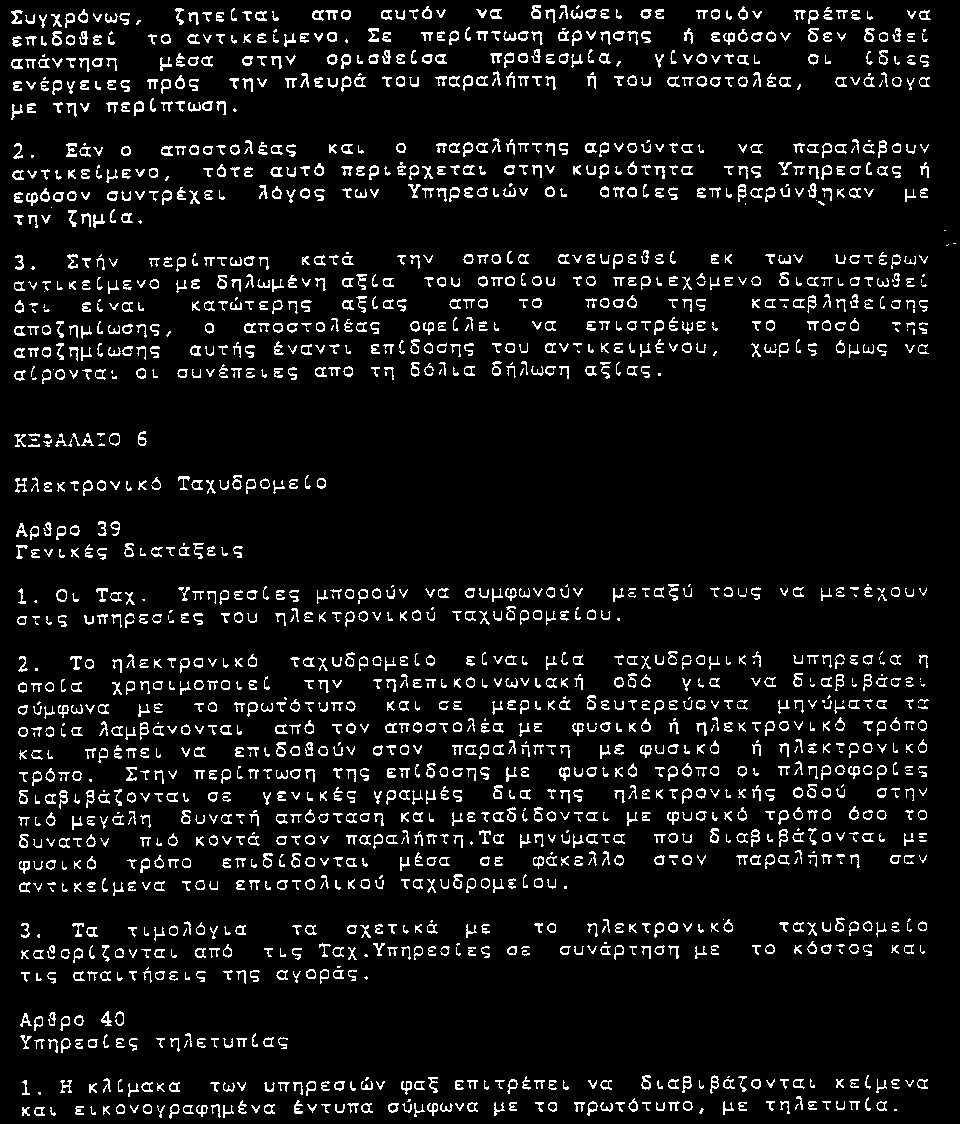 Συγχρόνως, ζητείται απο αυτόν να δηλώσει σε ποιόν πρέπει να
επιδοθεί το αντικείμενο. Σε περίπτωση άρνησης ή εφόσον δεν δοθεί
απάντηση μέσα στην ορισθείσα προθεσμία, γίνονται οι ίδιες
ενέργειες πρός την πλευρά του παραλήπτη ή του αποστολέα, ανάλογα
με την περίπτωση.
2. Εάν ο αποστολέας και ο παραλήπτης αρνούνται να παραλάβουν
αντικείμενο, τότε αυτό περιέρχεται στην κυριότητα της Υπηρεσίας ή
εφόσον συντρέχει λόγος των Υπηρεσιών οι οποίες επιβαρύνθηκαν με
την ζημία.
3. Στήν περίπτωση κατά την οποία ανευρεθεί εκ των υστέρων
αντικείμενο με δηλωμένη αξία του οποίου το περιεχόμενο διαπιστωθεί
ότι είναι κατώτερης αξίας απο το ποσό της καταβληθείσης
αποζημίωσης, ο αποστολέας οφείλει να επιστρέψει το ποσό της
αποζημίωσης αυτής έναντι επίδοσης του αντικειμένου, χωρίς όμως να
αίρονται οι συνέπειες απο τη δόλια δήλωση αξίας.
ΚΕΦΑΛΑΙΟ 6
Ηλεκτρονικό Ταχυδρομείο
Αρθρο 39
Γενικές διατάξεις
1. Οι Ταχ. Υπηρεσίες μπορούν να συμφωνούν μεταξύ τους να μετέχουν
στις υπηρεσίες του ηλεκτρονικού ταχυδρομείου.
2. Το ηλεκτρονικό ταχυδρομείο είναι μία ταχυδρομική υπηρεσία η
οποία χρησιμοποιεί την τηλεπικοινωνιακή οδό για να διαβιβάσει
σύμφωνα με το πρωτότυπο και σε μερικά δευτερεύοντα μηνύματα τα
οποία λαμβάνονται από τον αποστολέα με φυσικό ή ηλεκτρονικό τρόπο
και πρέπει να επιδοθούν στον παραλήπτη με φυσικό ή ηλεκτρονικό
τρόπο. Στην περίπτωση της επίδοσης με φυσικό τρόπο οι πληροφορίες
διαβιβάζονται σε γενικές γραμμές δια της ηλεκτρονικής οδού στην
πιό μεγάλη δυνατή απόσταση και μεταδίδονται με φυσικό τρόπο όσο το
δυνατόν πιό κοντά στον παραλήπτη.Τα μηνύματα που διαβιβάζονται με
φυσικό τρόπο επιδίδονται μέσα σε φάκελλο στον παραλήπτη σαν
αντικείμενα του επιστολικού ταχυδρομείου.
3. Τα τιμολόγια τα σχετικά με το ηλεκτρονικό ταχυδρομείο
καθορίζονται από τις Ταχ.Υπηρεσίες σε συνάρτηση με το κόστος και
τις απαιτήσεις της αγοράς.
Αρθρο 40
Υπηρεσίες τηλετυπίας
1. Η κλίμακα των υπηρεσιών φαξ επιτρέπει να διαβιβάζονται κείμενα
και εικονογραφημένα έντυπα σύμφωνα με το πρωτότυπο, με τηλετυπία.